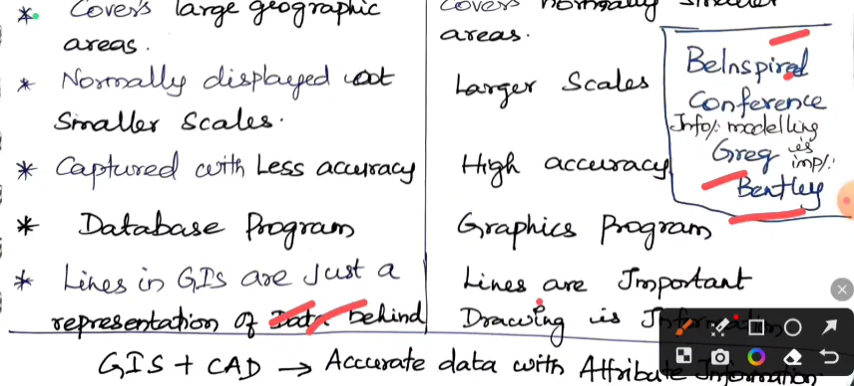 * Covers large geographic
areas.
* Normally displayed at
Smaller Scales.
* Captured with Less accuracy
* Database Program
* Lines in GIS are Just a
representation of Data behind
Covers normally smaller
areas.
Larger Scales
High accuracy
Graphics Program
Lines are Important
Drawing is Information
BeInspired
Conference
Info/. modelling
Greg is
imp/.
Bentley
GIS + CAD → Accurate data with Attribute Information